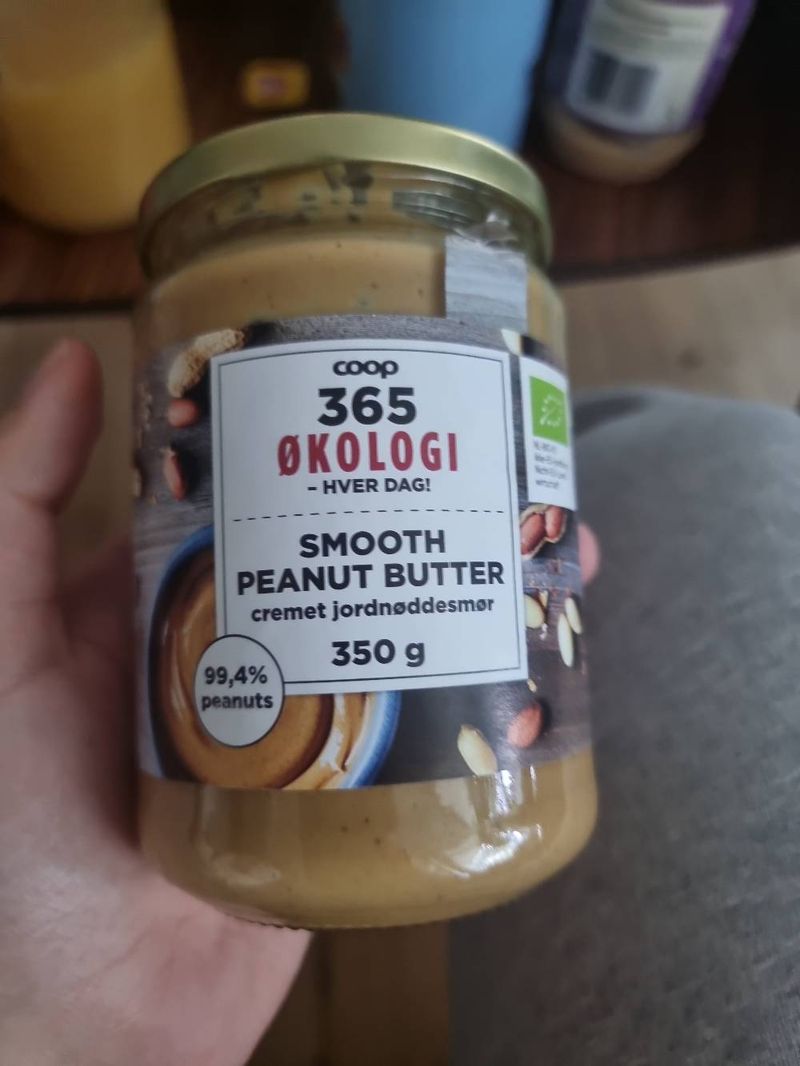 coop
365
ØKOLOGI
- HVER DAG!
SMOOTH
PEANUT BUTTER
cremet jordnøddesmør
350 g
99,4%
peanuts